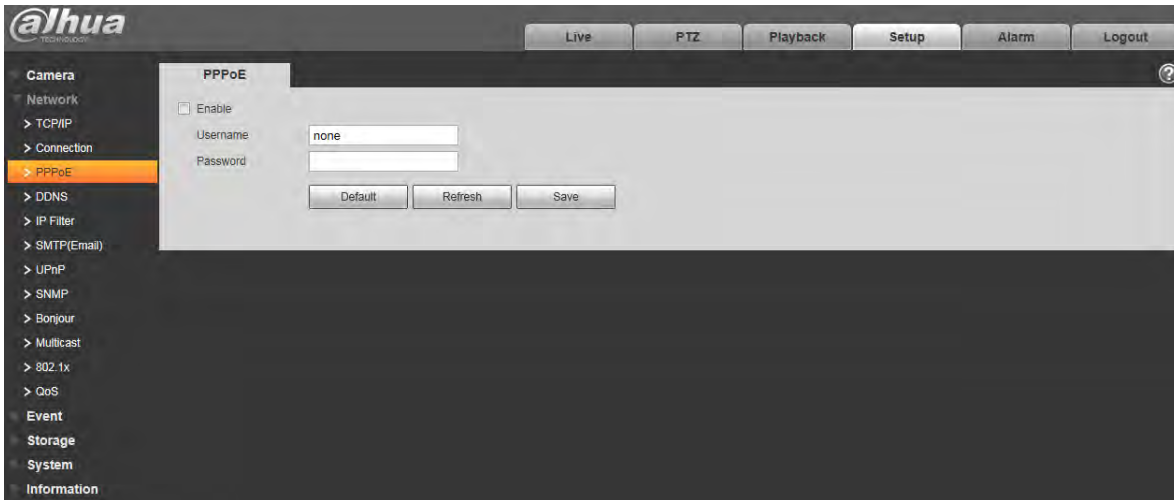 alhua
TECHNOLOGY
Live PTZ Playback Setup Alarm Logout
Camera
Network
> TCP/IP
> Connection
> PPPoE
> DDNS
> IP Filter
> SMTP(Email)
> UPnP
> SNMP
> Bonjour
> Multicast
> 802.1x
> QoS
Event
Storage
System
Information
PPPoE
?
Enable
Username none
Password
Default Refresh Save